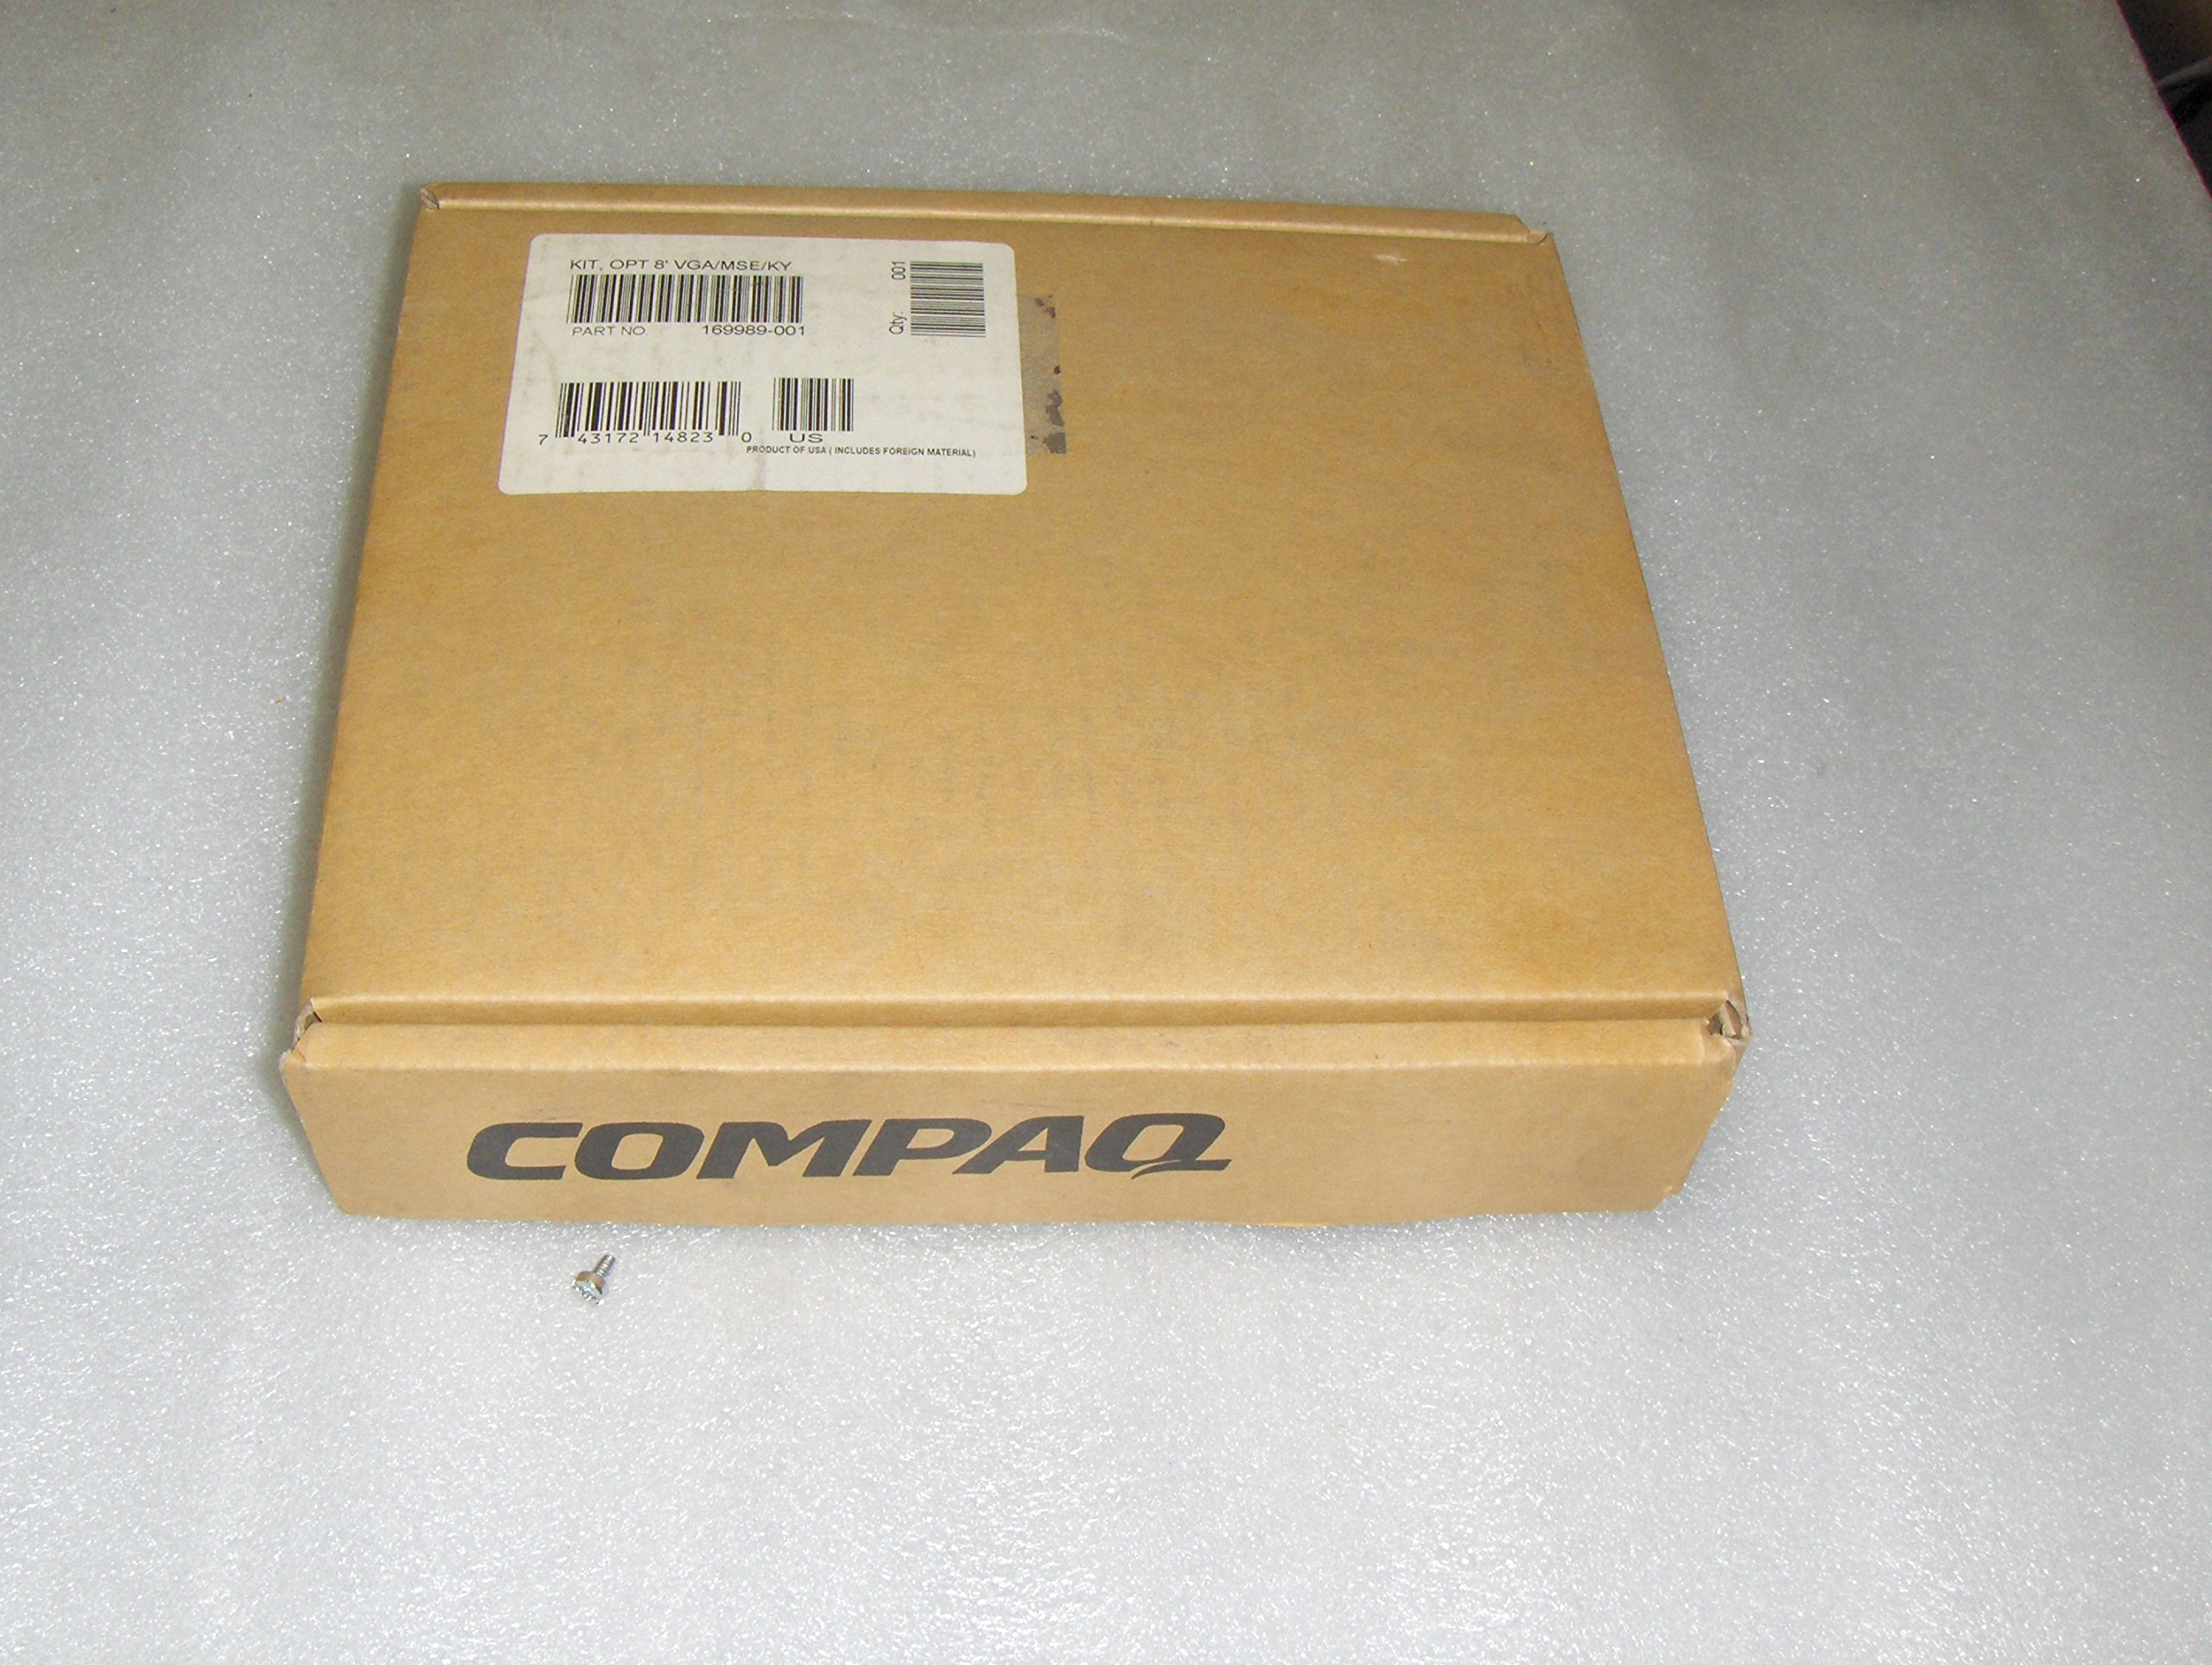 KIT, OPT 8' VGA/MSE/KY
PART NO. 169989-001
Qty: 001
7 43172 14823 0
US
PRODUCT OF USA ( INCLUDES FOREIGN MATERIAL)
COMPAQ